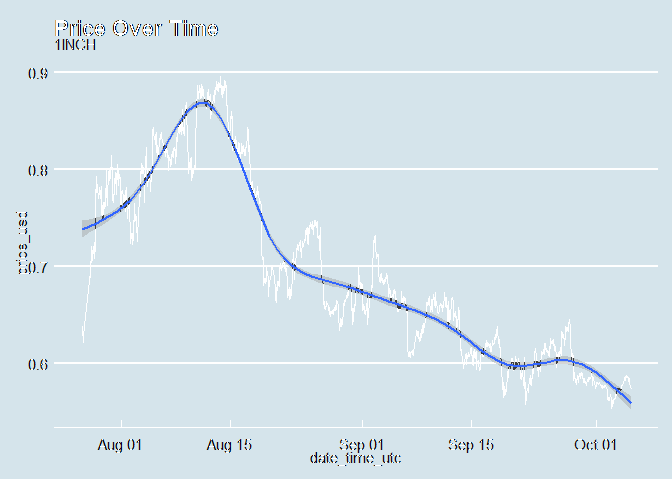 Price Over Time
1INCH
0.9
0.8
0.7
0.6
price_usd
Aug 01 Aug 15 Sep 01 Sep 15 Oct 01
date_time_utc